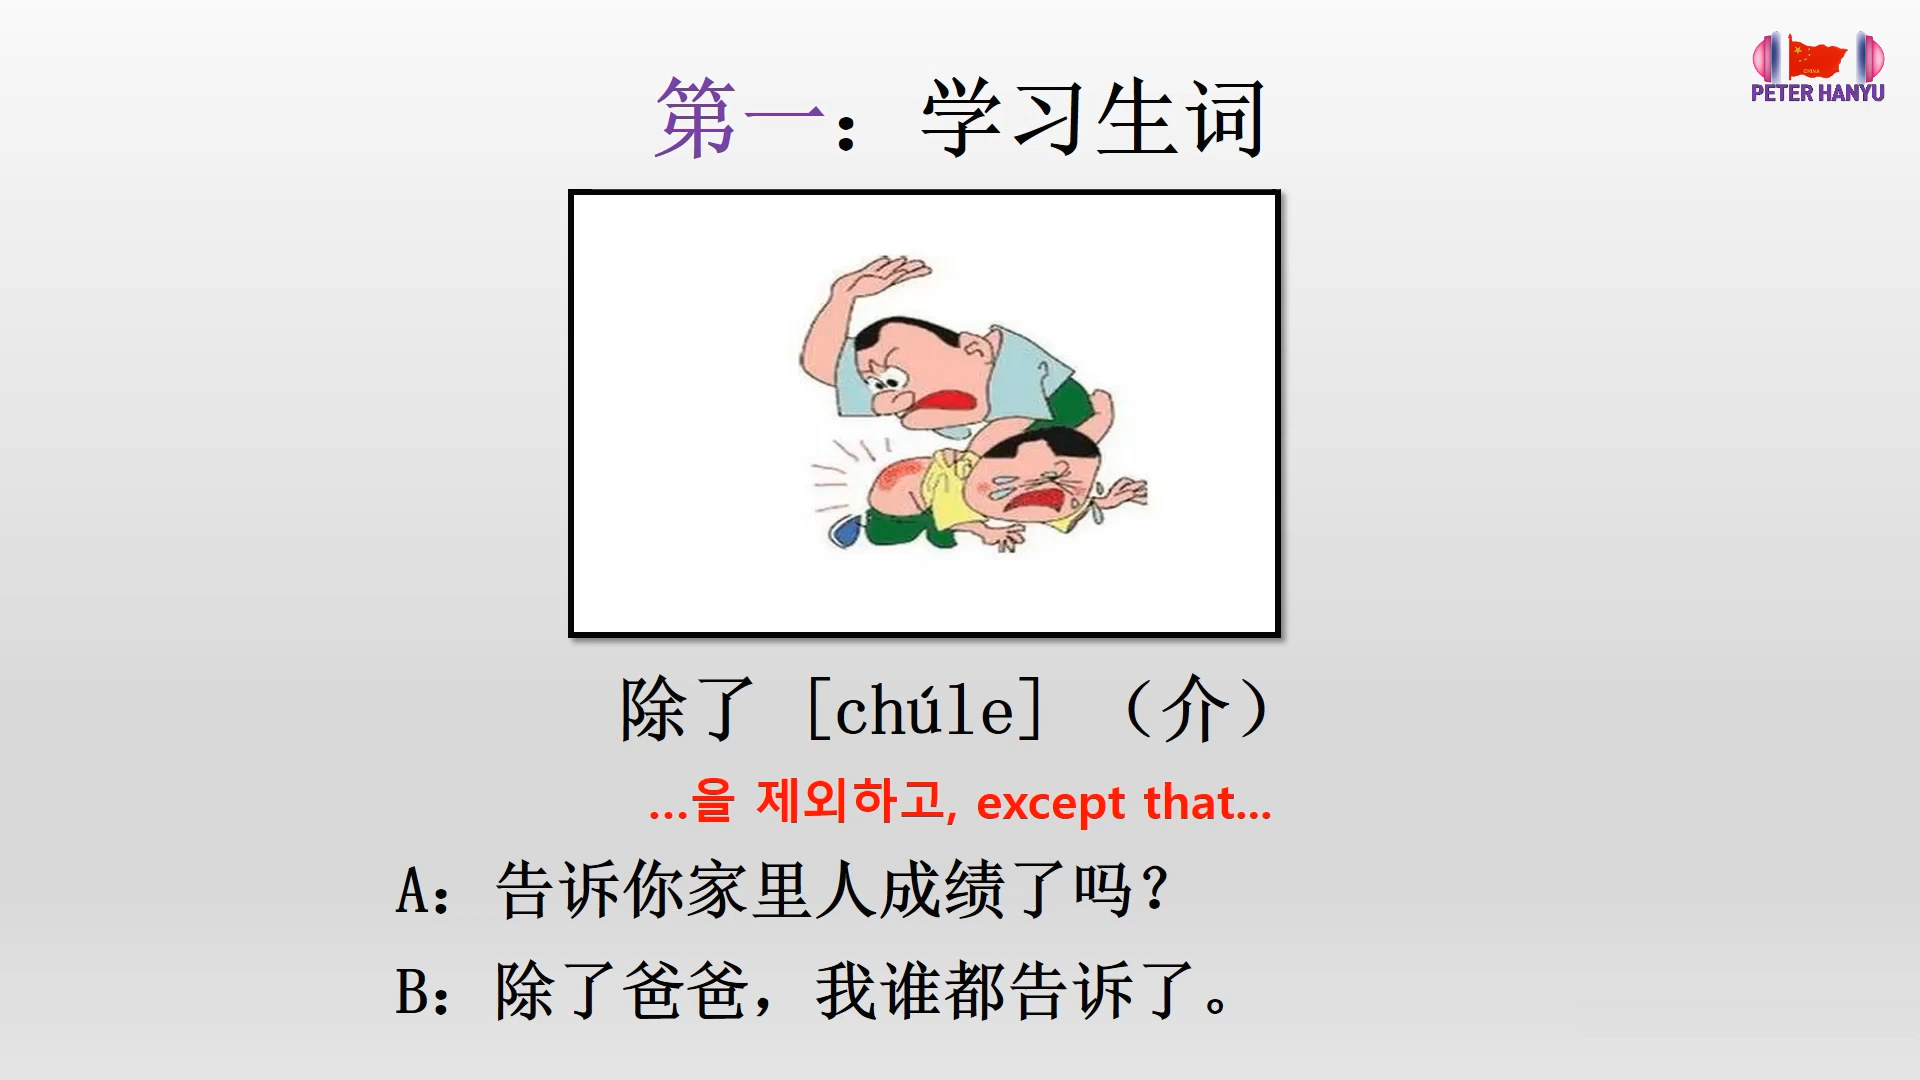 PETER HANYU
第一：学习生词
除了 [chúle] （介）
...을 제외하고, except that...
A：告诉你家里人成绩了吗？
B：除了爸爸，我谁都告诉了。